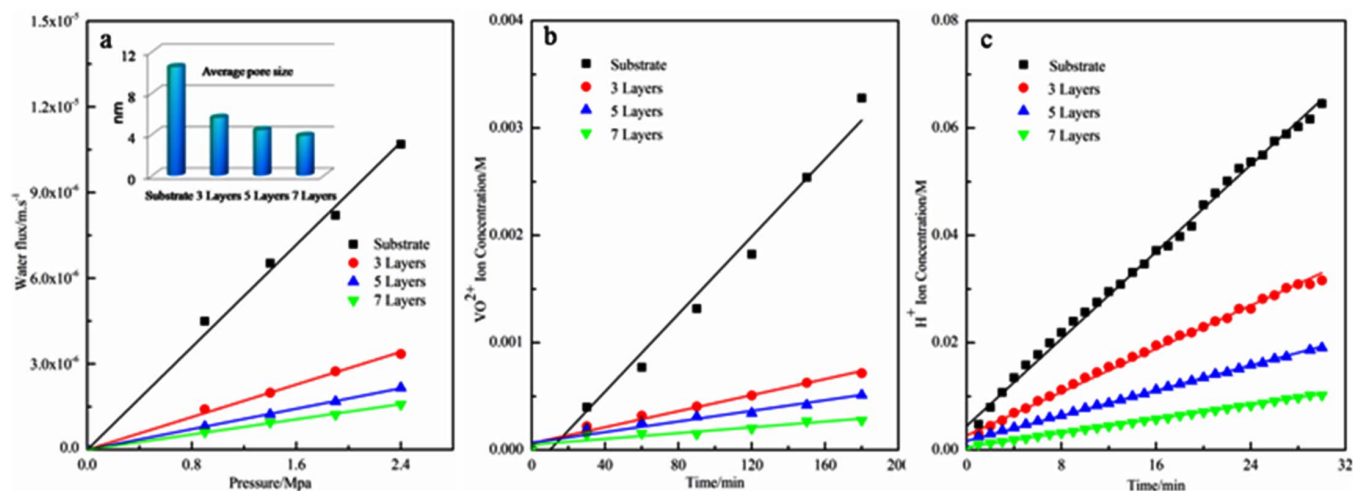 a
1.5x10⁻⁵
1.2x10⁻⁵
9.0x10⁻⁶
6.0x10⁻⁶
3.0x10⁻⁶
0.0
Water flux/m.s⁻¹
0.0 0.8 1.6 2.4
Pressure/Mpa
12
8
4
0
nm
Average pore size
Substrate 3 Layers 5 Layers 7 Layers
Substrate
3 Layers
5 Layers
7 Layers
b
0.004
0.003
0.002
0.001
0.000
VO²⁺ Ion Concentration/M
0 40 80 120 160 200
Time/min
Substrate
3 Layers
5 Layers
7 Layers
c
0.08
0.06
0.04
0.02
0.00
H⁺ Ion Concentration/M
0 8 16 24 32
Time/min
Substrate
3 Layers
5 Layers
7 Layers